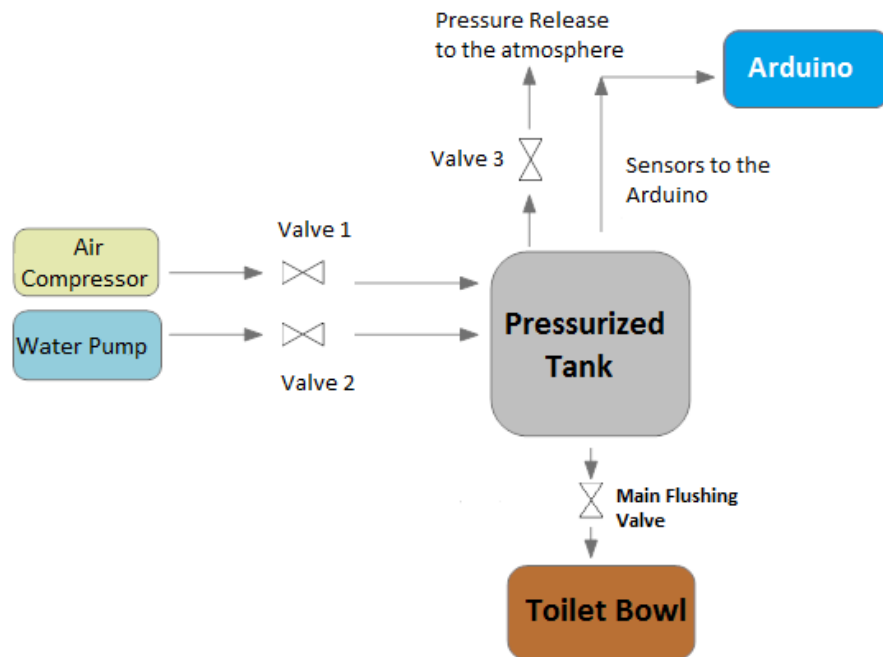 Pressure Release
to the atmosphere
Arduino
Valve 3
Sensors to the
Arduino
Valve 1
Air
Compressor
Water Pump
Valve 2
Pressurized
Tank
Main Flushing
Valve
Toilet Bowl